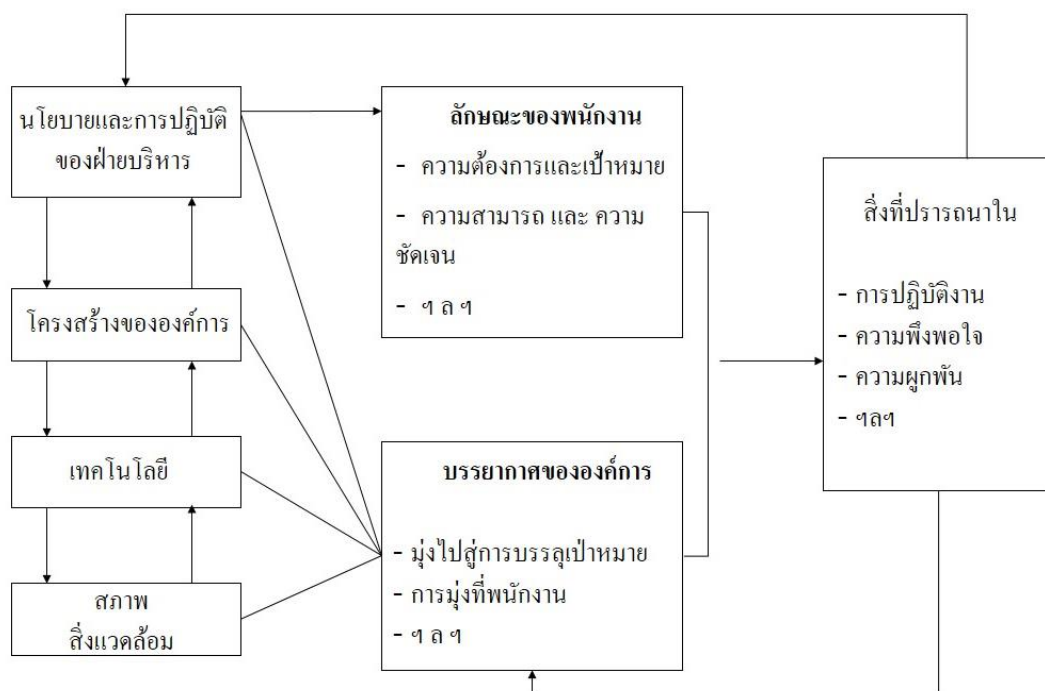 นโยบายและการปฏิบัติ
ของฝ่ายบริหาร
โครงสร้างขององค์การ
เทคโนโลยี
สภาพ
สิ่งแวดล้อม
ลักษณะของพนักงาน
- ความต้องการและเป้าหมาย
- ความสามารถ และ ความ
ชัดเจน
- ฯ ล ฯ
บรรยากาศขององค์การ
- มุ่งไปสู่การบรรลุเป่าหมาย
- การมุ่งที่พนักงาน
- ฯ ล ฯ
สิ่งที่ปรารถนาใน
- การปฏิบัติงาน
- ความพึงพอใจ
- ความผูกพัน
- ฯลฯ